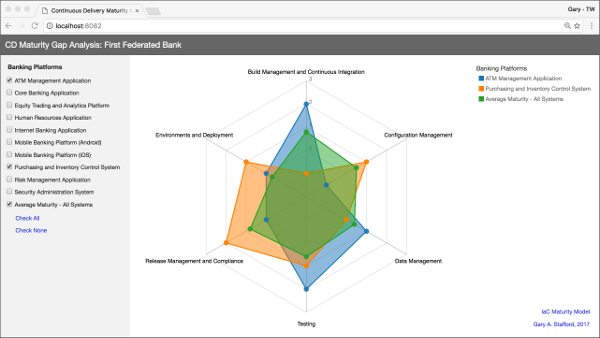 Continuous Delivery Maturity
Gary - TW
localhost:8082
CD Maturity Gap Analysis: First Federated Bank
Banking Platforms
ATM Management Application
Core Banking Application
Equity Trading and Analytics Platform
Human Resources Application
Internet Banking Application
Mobile Banking Platform (Android)
Mobile Banking Platform (iOS)
Purchasing and Inventory Control System
Risk Management Application
Security Administration System
Average Maturity - All Systems
Check All
Check None
Build Management and Continuous Integration
3
2
Environments and Deployment
Configuration Management
Release Management and Compliance
Data Management
Testing
Banking Platforms
ATM Management Application
Purchasing and Inventory Control System
Average Maturity - All Systems
IaC Maturity Model
Gary A. Stafford, 2017